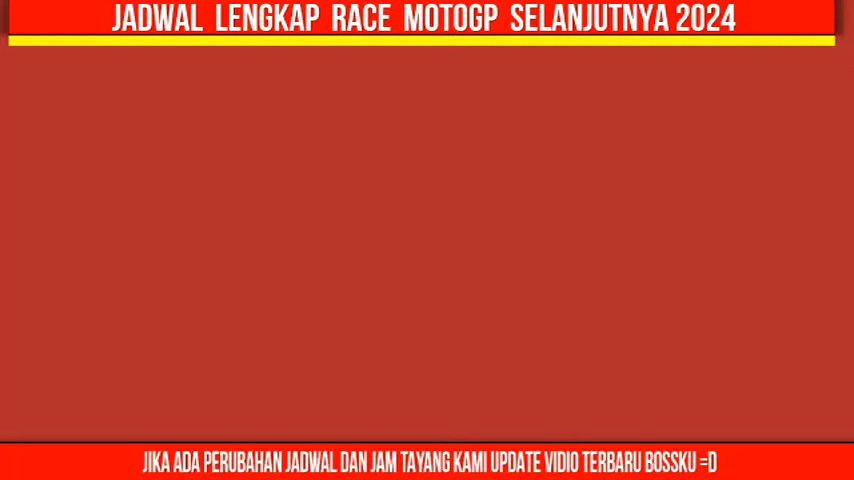 JADWAL LENGKAP RACE MOTOGP SELANJUTNYA 2024
JIKA ADA PERUBAHAN JADWAL DAN JAM TAYANG KAMI UPDATE VIDIO TERBARU BOSSKU =D